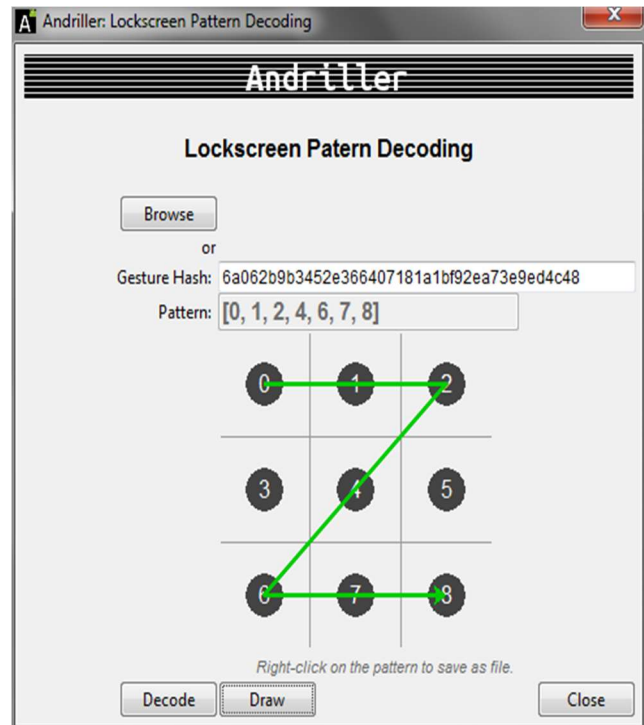 Andriller: Lockscreen Pattern Decoding
Andriller
Lockscreen Patern Decoding
Browse
or
Gesture Hash: 6a062b9b3452e366407181a1bf92ea73e9ed4c48
Pattern: [0, 1, 2, 4, 6, 7, 8]
0 1 2
3 4 5
6 7 8
Right-click on the pattern to save as file.
Decode Draw Close